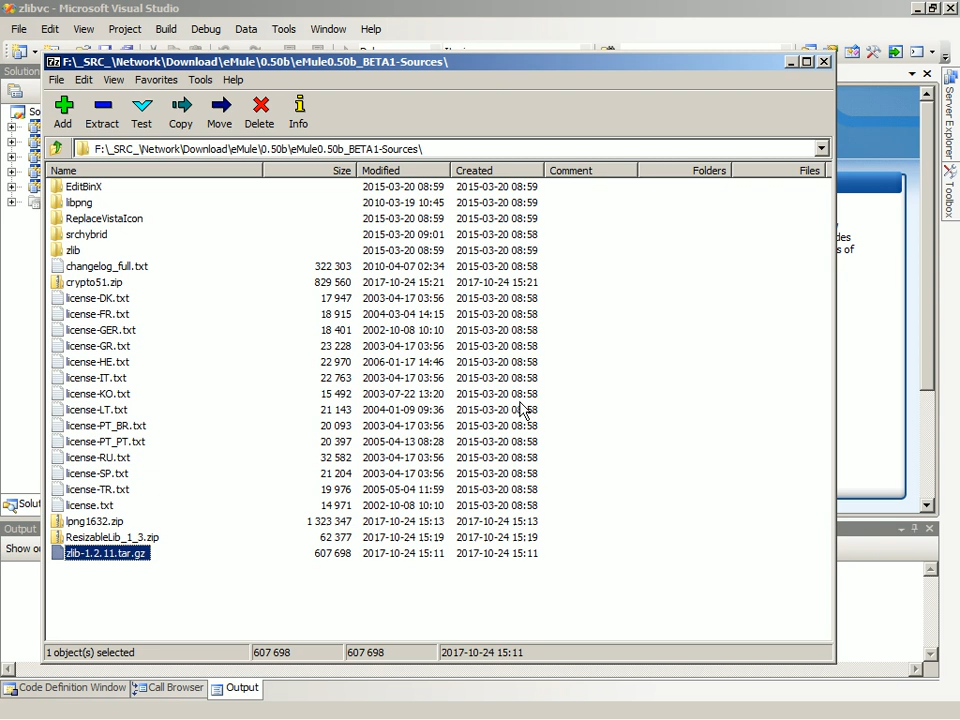 zlibvc - Microsoft Visual Studio
File Edit View Project Build Debug Data Tools Window Help
F:\_SRC_\Network\Download\eMule\0.50b\eMule0.50b_BETA1-Sources\
File Edit View Favorites Tools Help
Add Extract Test Copy Move Delete Info
F:\_SRC_\Network\Download\eMule\0.50b\eMule0.50b_BETA1-Sources\
Name Size Modified Created Comment Folders Files
EditBinX 2015-03-20 08:59 2015-03-20 08:59
libpng 2010-03-19 10:45 2015-03-20 08:59
ReplaceVistaIcon 2015-03-20 08:59 2015-03-20 08:59
srchybrid 2015-03-20 09:01 2015-03-20 08:58
zlib 2015-03-20 08:59 2015-03-20 08:59
changelog_full.txt 322 303 2010-04-07 02:34 2015-03-20 08:58
crypto51.zip 829 560 2017-10-24 15:21 2017-10-24 15:21
license-DK.txt 17 947 2003-04-17 03:56 2015-03-20 08:58
license-FR.txt 18 915 2004-03-04 14:15 2015-03-20 08:58
license-GER.txt 18 401 2002-10-08 10:10 2015-03-20 08:58
license-GR.txt 23 228 2003-04-17 03:56 2015-03-20 08:58
license-HE.txt 22 970 2006-01-17 14:46 2015-03-20 08:58
license-IT.txt 22 763 2003-04-17 03:56 2015-03-20 08:58
license-KO.txt 15 492 2003-07-22 13:20 2015-03-20 08:58
license-LT.txt 21 143 2004-01-09 09:36 2015-03-20 08:58
license-PT_BR.txt 20 093 2003-04-17 03:56 2015-03-20 08:58
license-PT_PT.txt 20 397 2005-04-13 08:28 2015-03-20 08:58
license-RU.txt 32 582 2003-04-17 03:56 2015-03-20 08:58
license-SP.txt 21 204 2003-04-17 03:56 2015-03-20 08:58
license-TR.txt 19 976 2005-05-04 11:59 2015-03-20 08:58
license.txt 14 971 2002-10-08 10:10 2015-03-20 08:58
lpng1632.zip 1 323 347 2017-10-24 15:13 2017-10-24 15:13
ResizableLib_1_3.zip 62 377 2017-10-24 15:19 2017-10-24 15:19
zlib-1.2.11.tar.gz 607 698 2017-10-24 15:11 2017-10-24 15:11
1 object(s) selected 607 698 607 698 2017-10-24 15:11
Solution
So
Solut
des
s of
Server Explorer
Toolbox
Output
Show ou
Code Definition Window Call Browser Output